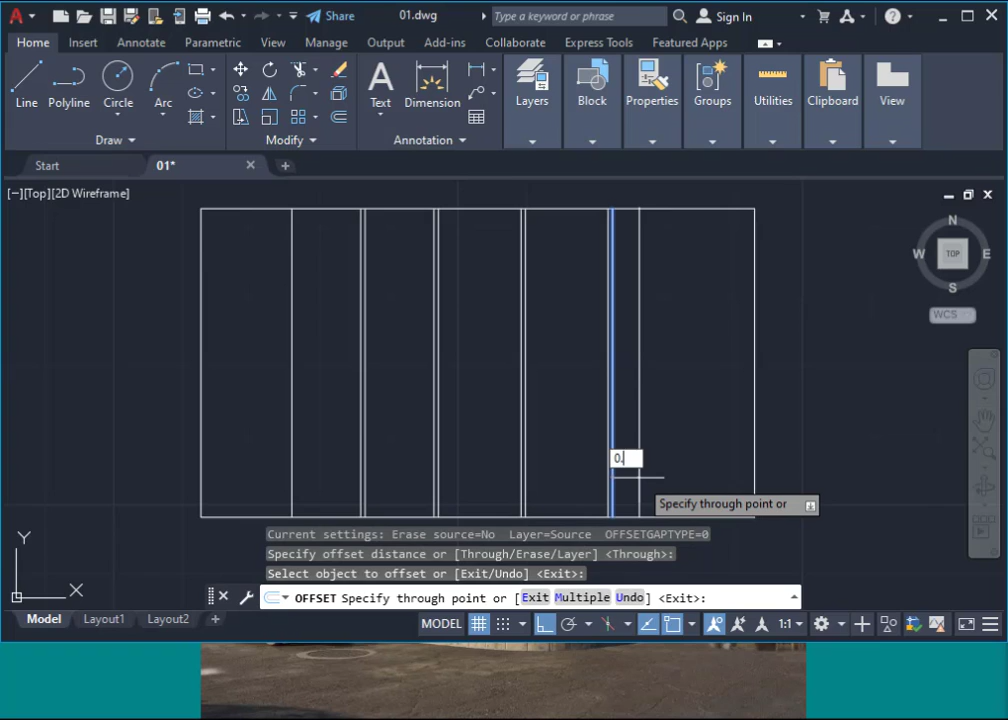 Share
01.dwg
Type a keyword or phrase
Sign In
Home Insert Annotate Parametric View Manage Output Add-ins Collaborate Express Tools Featured Apps
Line Polyline Circle Arc
Text Dimension
Layers Block Properties Groups Utilities Clipboard View
Draw Modify Annotation
Start 01*
[−][Top][2D Wireframe]
N
W TOP E
S
WCS
0.
Specify through point or
Y
X
Current settings: Erase source=No Layer=Source OFFSETGAPTYPE=0
Specify offset distance or [Through/Erase/Layer] <Through>:
Select object to offset or [Exit/Undo] <Exit>:
OFFSET Specify through point or [Exit Multiple Undo] <Exit>:
Model Layout1 Layout2
MODEL 1:1